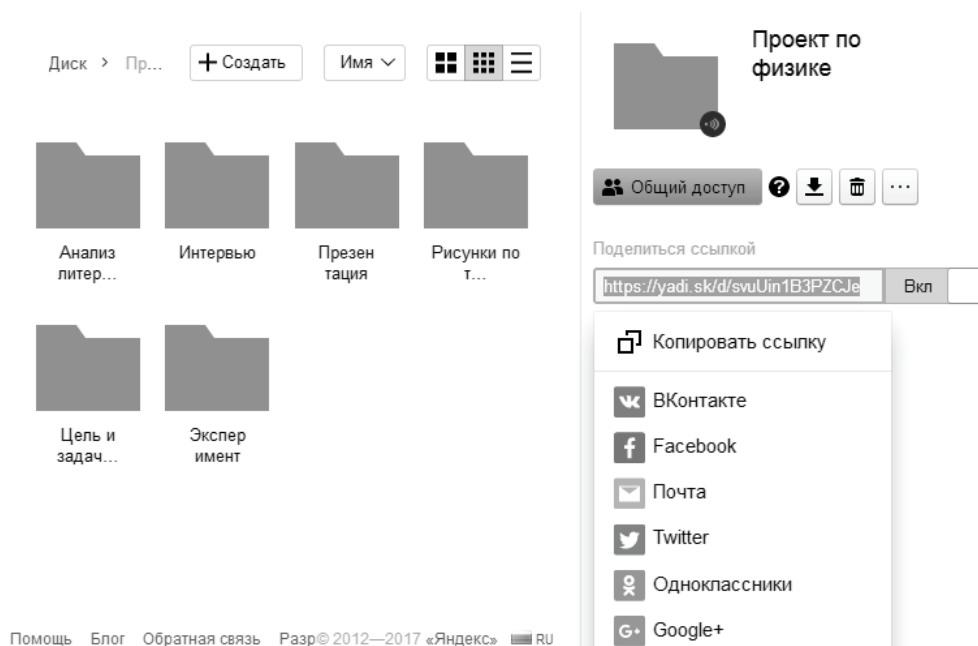 Диск > Пр...
Создать
Имя
Анализ
литер...
Интервью
Презен
тация
Рисунки по
т...
Цель и
задач...
Экспер
имент
Помощь Блог Обратная связь Разр © 2012—2017 «Яндекс» RU
Проект по
физике
Общий доступ
?
...
Поделиться ссылкой
https://yadi.sk/d/svuUin1B3PZCJe Вкл
Копировать ссылку
ВКонтакте
Facebook
Почта
Twitter
Одноклассники
G+ Google+